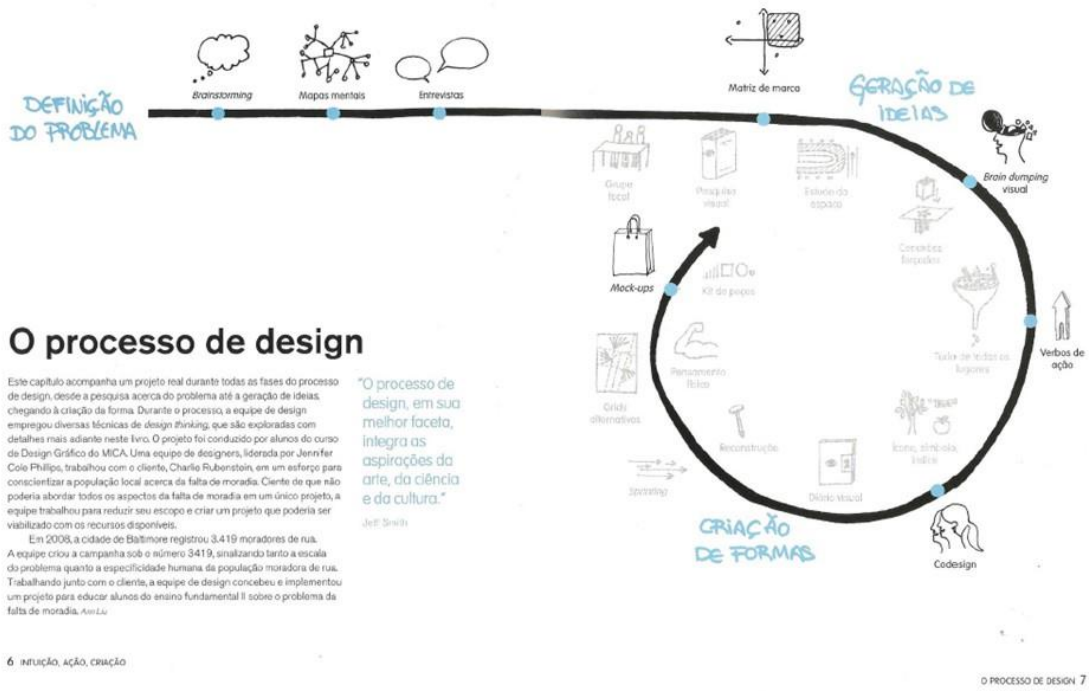 DEFINIÇÃO
DO PROBLEMA
Brainstorming
Mapas mentais
Entrevistas
Matriz de marca
GERAÇÃO DE
IDEIAS
Brain dumping
visual
Grupo
focal
Pesquisa
visual
espaço
Conexões
forçadas
Mock-ups
Kit de peças
Verbos de
ação
Tudo de todos os
lugares
Pensamento
físico
Grids
alternativos
Reconstrução
Ícone, símbolo,
índice
Sprinting
Diário visual
CRIAÇÃO
DE FORMAS
Codesign
O processo de design
Este capítulo acompanha um projeto real durante todas as fases do processo
de design, desde a pesquisa acerca do problema até a geração de ideias,
chegando à criação da forma. Durante o processo, a equipe de design
empregou diversas técnicas de design thinking, que são exploradas com
detalhes mais adiante neste livro. O projeto foi conduzido por alunos do curso
de Design Gráfico do MICA. Uma equipe de designers, liderada por Jennifer
Cole Phillips, trabalhou com o cliente, Charlie Rubenstein, em um esforço para
conscientizar a população local acerca da falta de moradia. Ciente de que não
poderia abordar todos os aspectos da falta de moradia em um único projeto, a
equipe trabalhou para reduzir seu escopo e criar um projeto que poderia ser
viabilizado com os recursos disponíveis.
Em 2008, a cidade de Baltimore registrou 3.419 moradores de rua.
A equipe criou a campanha sob o número 3419, sinalizando tanto a escala
do problema quanto a especificidade humana da população moradora de rua.
Trabalhando junto com o cliente, a equipe de design concebeu e implementou
um projeto para educar alunos do ensino fundamental II sobre o problema da
falta de moradia. Ann Liu
"O processo de
design, em sua
melhor faceta,
integra as
aspirações da
arte, da ciência
e da cultura."
Jeff Smith
6 INTUIÇÃO, AÇÃO, CRIAÇÃO
O PROCESSO DE DESIGN 7